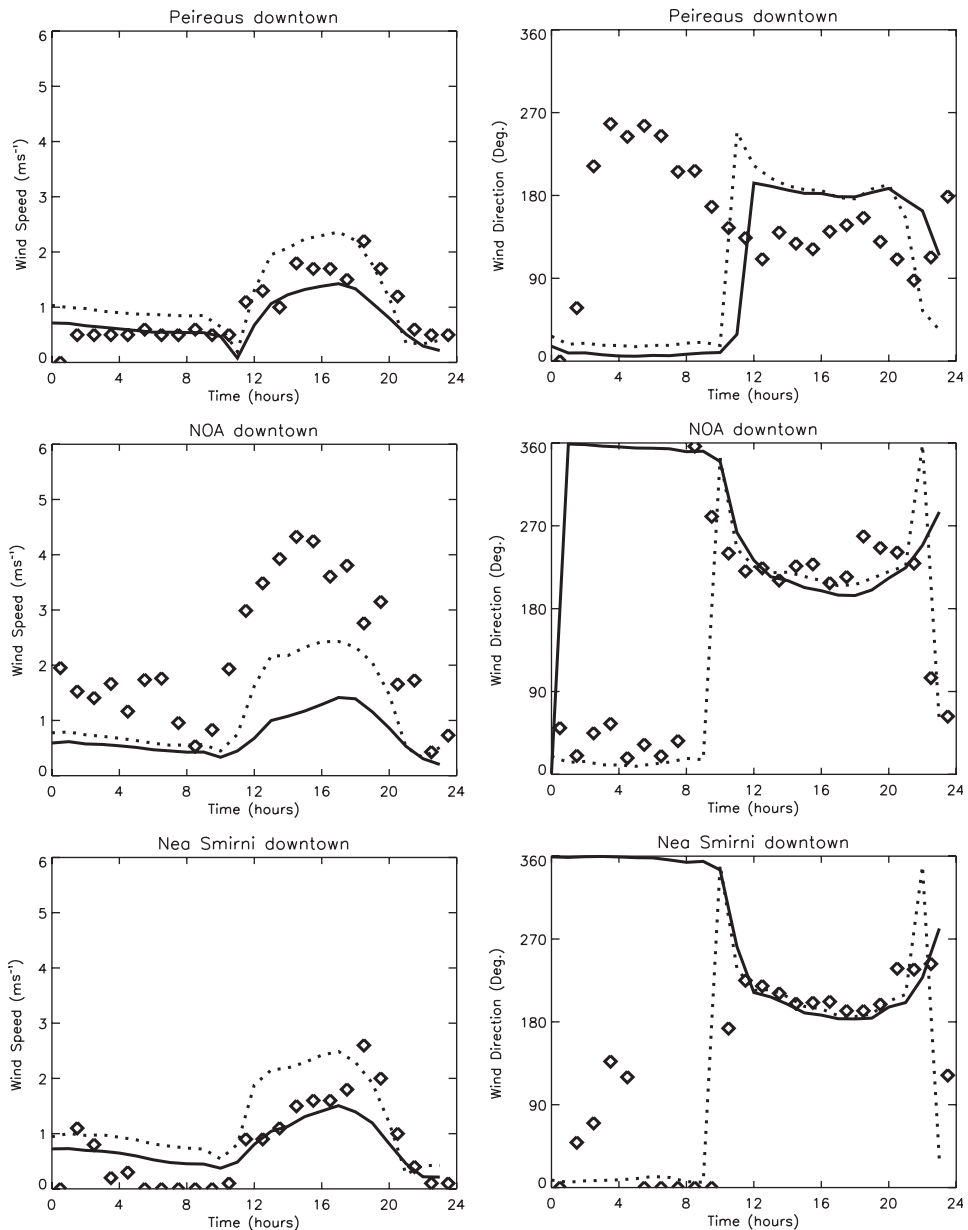 Peireaus downtown
Wind Speed (ms⁻¹)
6
5
4
3
2
1
0
0 4 8 12 16 20 24
Time (hours)
Peireaus downtown
Wind Direction (Deg.)
360
270
180
90
0
0 4 8 12 16 20 24
Time (hours)
NOA downtown
Wind Speed (ms⁻¹)
6
5
4
3
2
1
0
0 4 8 12 16 20 24
Time (hours)
NOA downtown
Wind Direction (Deg.)
360
270
180
90
0
0 4 8 12 16 20 24
Time (hours)
Nea Smirni downtown
Wind Speed (ms⁻¹)
6
5
4
3
2
1
0
0 4 8 12 16 20 24
Time (hours)
Nea Smirni downtown
Wind Direction (Deg.)
360
270
180
90
0
0 4 8 12 16 20 24
Time (hours)